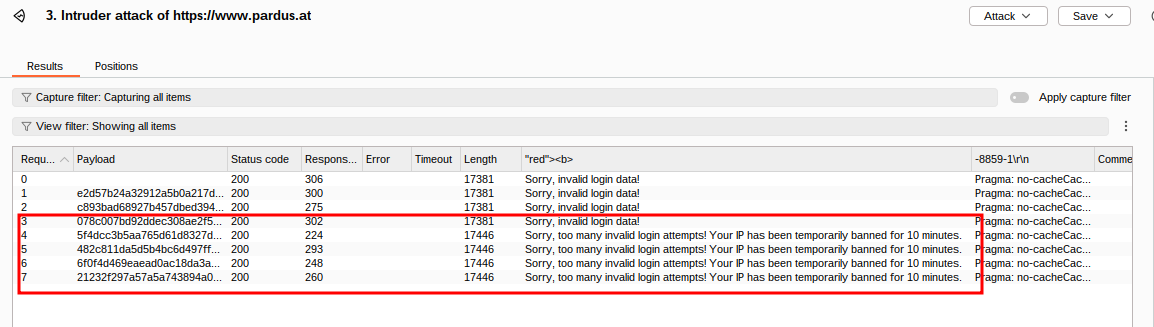 3. Intruder attack of https://www.pardus.at Attack Save
Results Positions
Capture filter: Capturing all items Apply capture filter
View filter: Showing all items
Requ... Payload Status code Respons... Error Timeout Length "red"><b> -8859-1\r\n Comme
0 200 306 17381 Sorry, invalid login data! Pragma: no-cacheCac...
1 e2d57b24a32912a5b0a217d... 200 300 17381 Sorry, invalid login data! Pragma: no-cacheCac...
2 c893bad68927b457dbed394... 200 275 17381 Sorry, invalid login data! Pragma: no-cacheCac...
3 078c007bd92ddec308ae2f5... 200 302 17381 Sorry, invalid login data! Pragma: no-cacheCac...
4 5f4dcc3b5aa765d61d8327d... 200 224 17446 Sorry, too many invalid login attempts! Your IP has been temporarily banned for 10 minutes. Pragma: no-cacheCac...
5 482c811da5d5b4bc6d497ff... 200 293 17446 Sorry, too many invalid login attempts! Your IP has been temporarily banned for 10 minutes. Pragma: no-cacheCac...
6 6f0f4d469eaead0ac18da3a... 200 248 17446 Sorry, too many invalid login attempts! Your IP has been temporarily banned for 10 minutes. Pragma: no-cacheCac...
7 21232f297a57a5a743894a0... 200 260 17446 Sorry, too many invalid login attempts! Your IP has been temporarily banned for 10 minutes. Pragma: no-cacheCac...